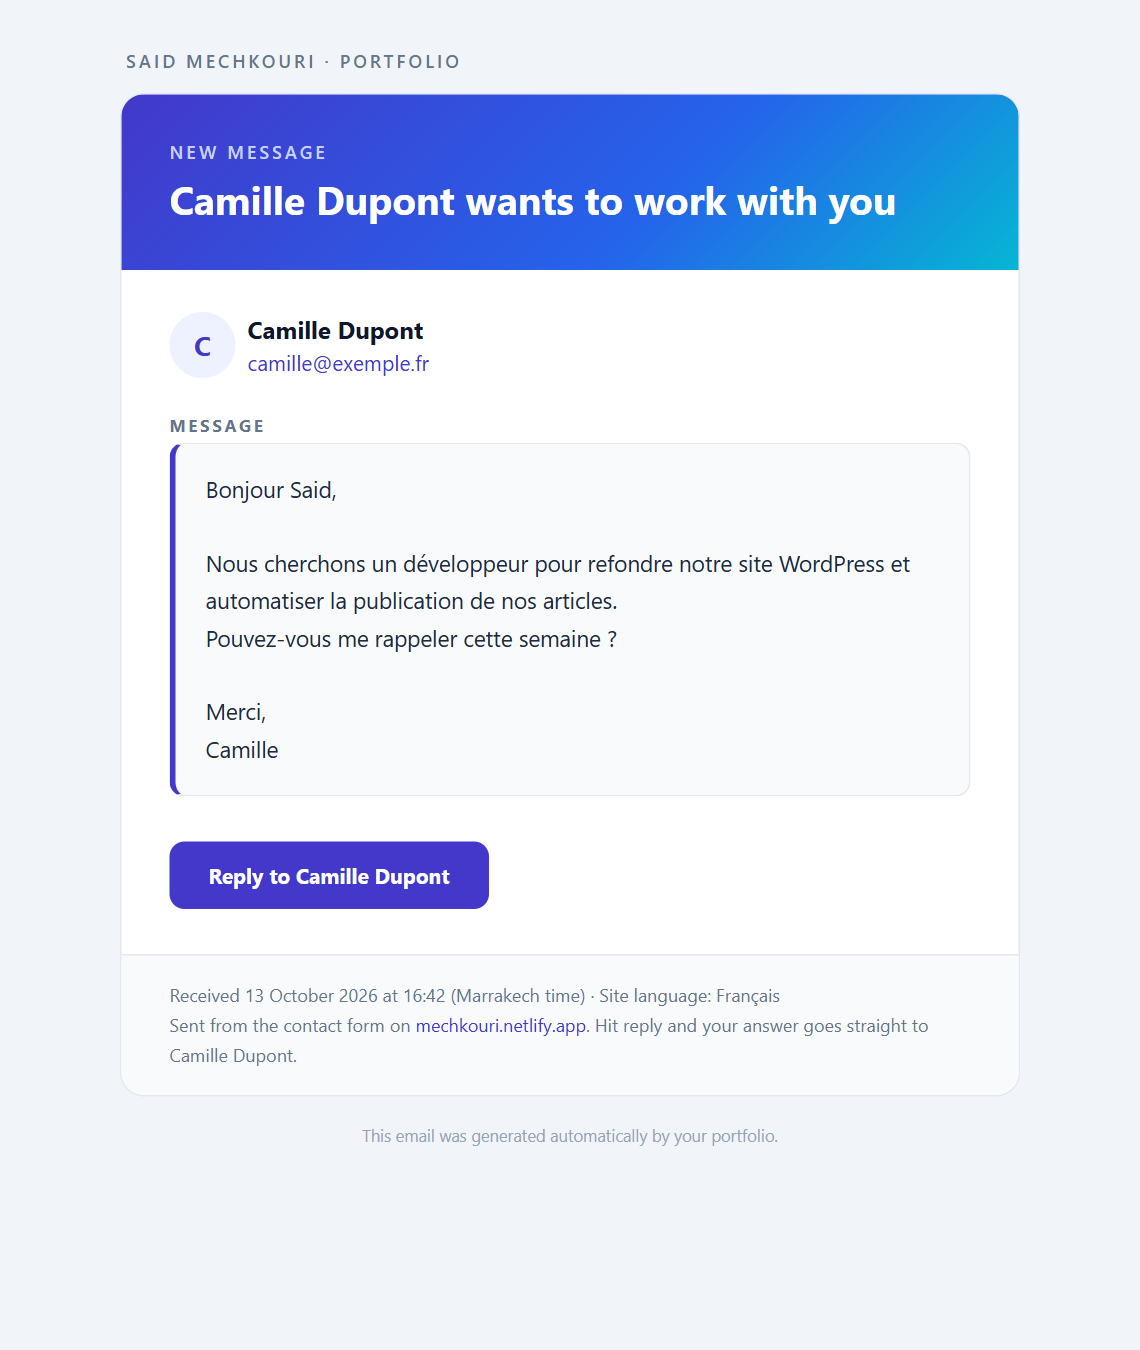 SAID MECHKOURI · PORTFOLIO
NEW MESSAGE
Camille Dupont wants to work with you
C
Camille Dupont
camille@exemple.fr
MESSAGE
Bonjour Said,
Nous cherchons un développeur pour refondre notre site WordPress et
automatiser la publication de nos articles.
Pouvez-vous me rappeler cette semaine ?
Merci,
Camille
Reply to Camille Dupont
Received 13 October 2026 at 16:42 (Marrakech time) · Site language: Français
Sent from the contact form on mechkouri.netlify.app. Hit reply and your answer goes straight to
Camille Dupont.
This email was generated automatically by your portfolio.